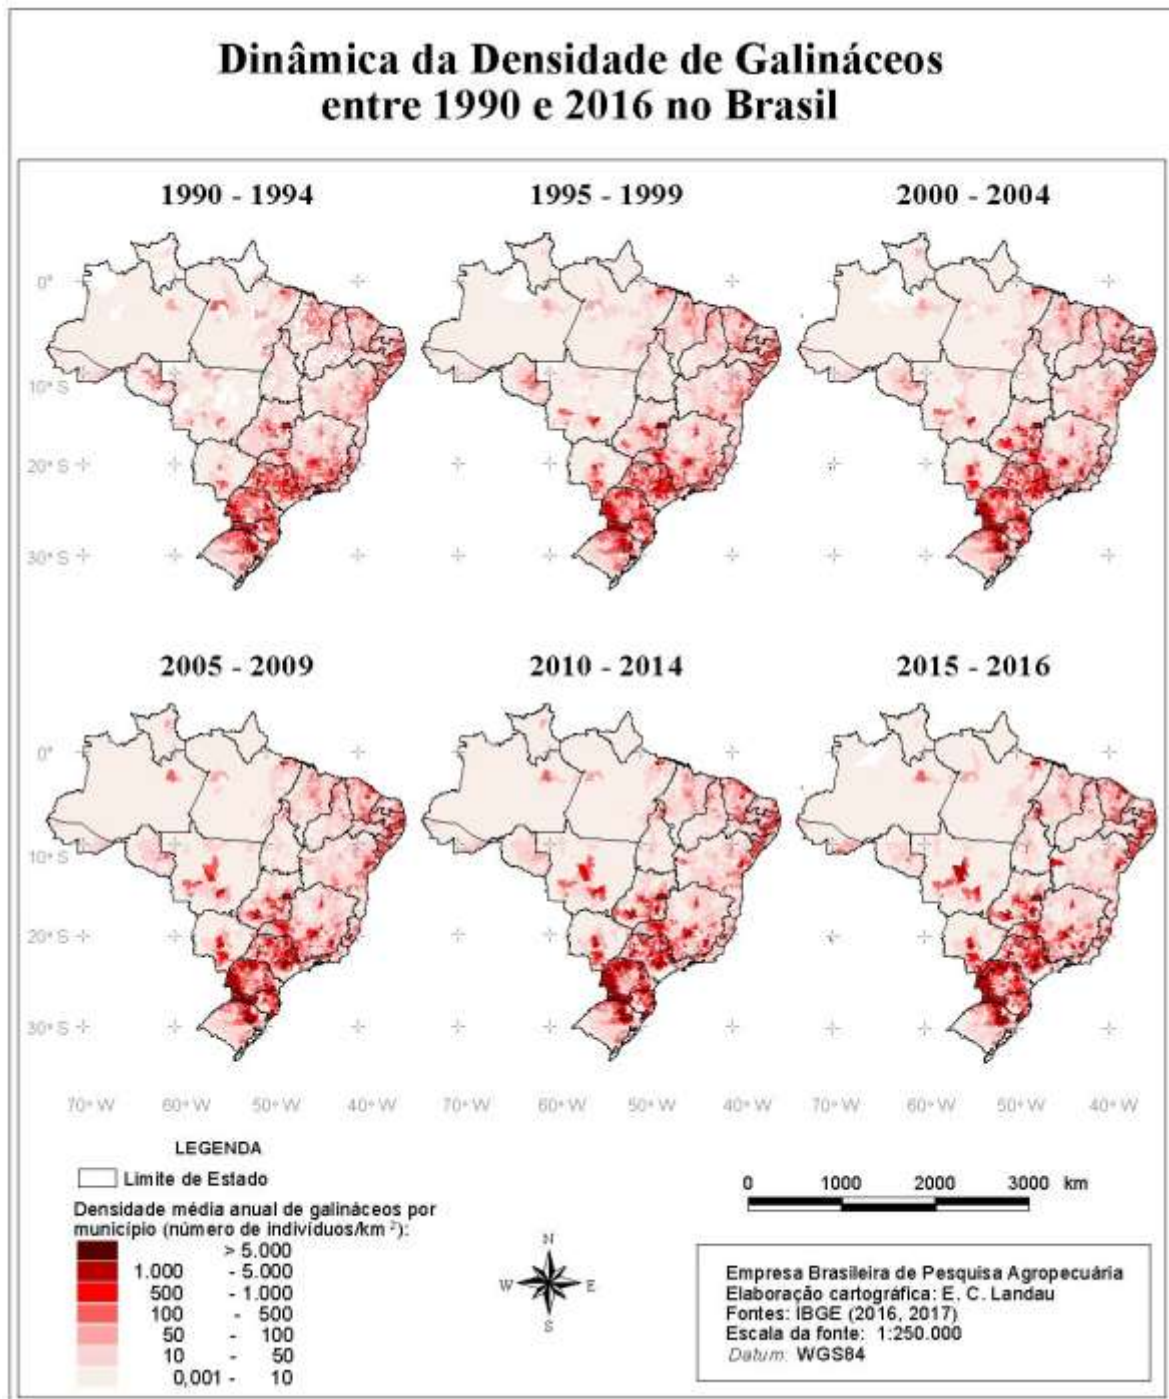 Dinâmica da Densidade de Galináceos
entre 1990 e 2016 no Brasil
1990 - 1994
1995 - 1999
2000 - 2004
0°
10° S
20° S
30° S
2005 - 2009
2010 - 2014
2015 - 2016
0°
10° S
20° S
30° S
70° W 60° W 50° W 40° W
60° W 50° W 40° W
70° W 60° W 50° W 40° W
LEGENDA
Limite de Estado
Densidade média anual de galináceos por
município (número de indivíduos/km ²):
> 5.000
1.000 - 5.000
500 - 1.000
100 - 500
50 - 100
10 - 50
0,001 - 10
N
W E
S
0 1000 2000 3000 km
Empresa Brasileira de Pesquisa Agropecuária
Elaboração cartográfica: E. C. Landau
Fontes: IBGE (2016, 2017)
Escala da fonte: 1:250.000
Datum: WGS84